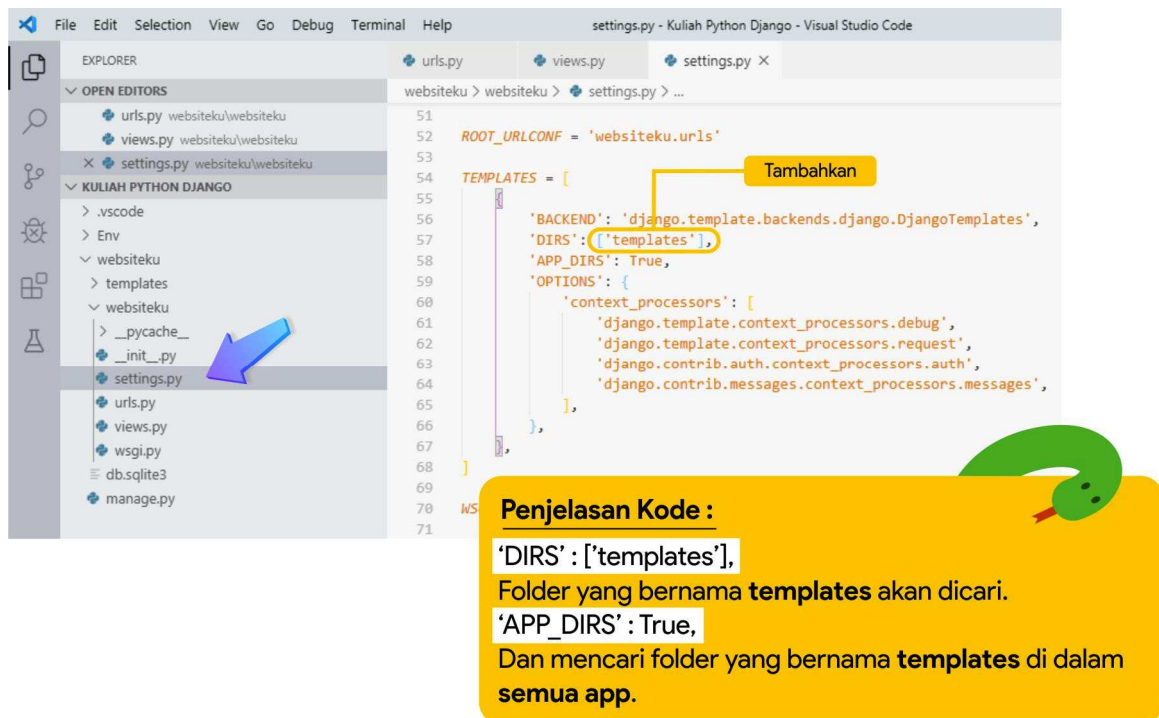 File Edit Selection View Go Debug Terminal Help settings.py - Kuliah Python Django - Visual Studio Code
EXPLORER
OPEN EDITORS
urls.py websiteku\websiteku
views.py websiteku\websiteku
settings.py websiteku\websiteku
KULIAH PYTHON DJANGO
> .vscode
> Env
websiteku
> templates
websiteku
> __pycache__
__init__.py
settings.py
urls.py
views.py
wsgi.py
db.sqlite3
manage.py
urls.py views.py settings.py
websiteku > websiteku > settings.py > ...
51
52 ROOT_URLCONF = 'websiteku.urls'
53
54 TEMPLATES = [
55 {
56 'BACKEND': 'django.template.backends.django.DjangoTemplates',
57 'DIRS': ['templates'],
58 'APP_DIRS': True,
59 'OPTIONS': {
60 'context_processors': [
61 'django.template.context_processors.debug',
62 'django.template.context_processors.request',
63 'django.contrib.auth.context_processors.auth',
64 'django.contrib.messages.context_processors.messages',
65 ],
66 },
67 },
68 ]
69
70 WS
71
Tambahkan
Penjelasan Kode :
‘DIRS’ : [’templates’],
Folder yang bernama templates akan dicari.
‘APP_DIRS’ : True,
Dan mencari folder yang bernama templates di dalam
semua app.